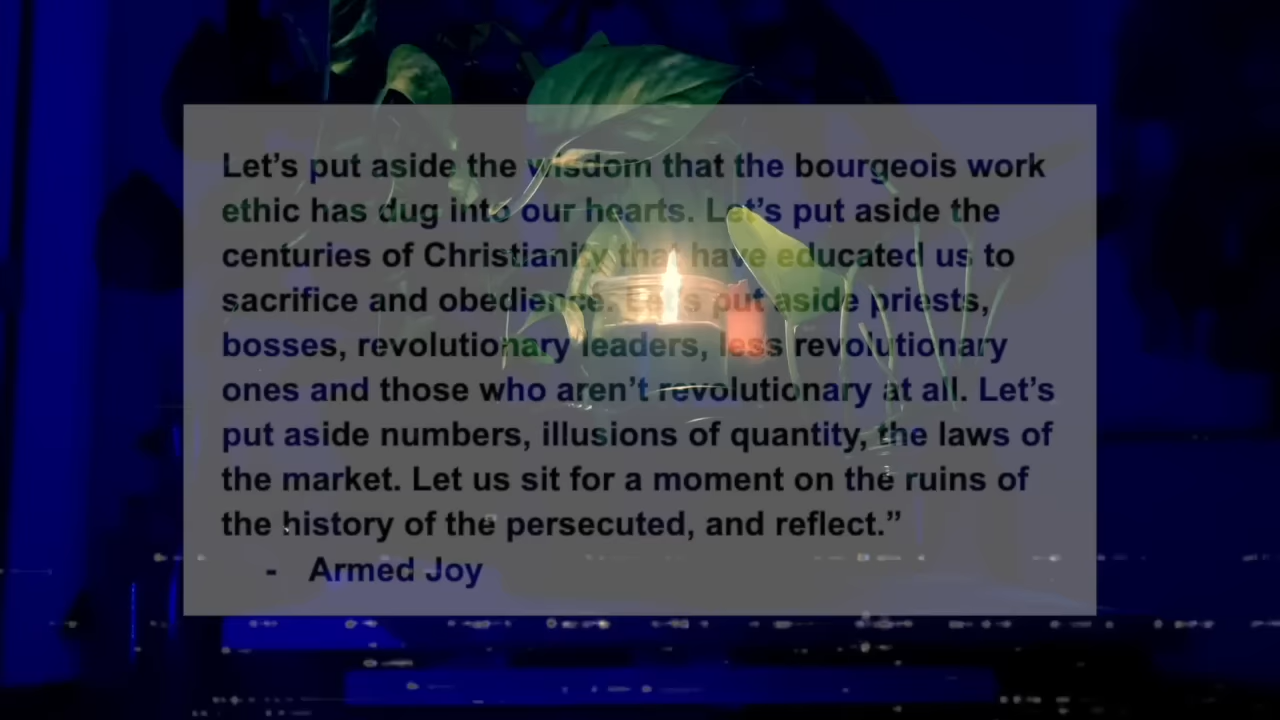 Let’s put aside the wisdom that the bourgeois work
ethic has dug into our hearts. Let’s put aside the
centuries of Christianity that have educated us to
sacrifice and obedience. Let’s put aside priests,
bosses, revolutionary leaders, less revolutionary
ones and those who aren’t revolutionary at all. Let’s
put aside numbers, illusions of quantity, the laws of
the market. Let us sit for a moment on the ruins of
the history of the persecuted, and reflect.”
- Armed Joy